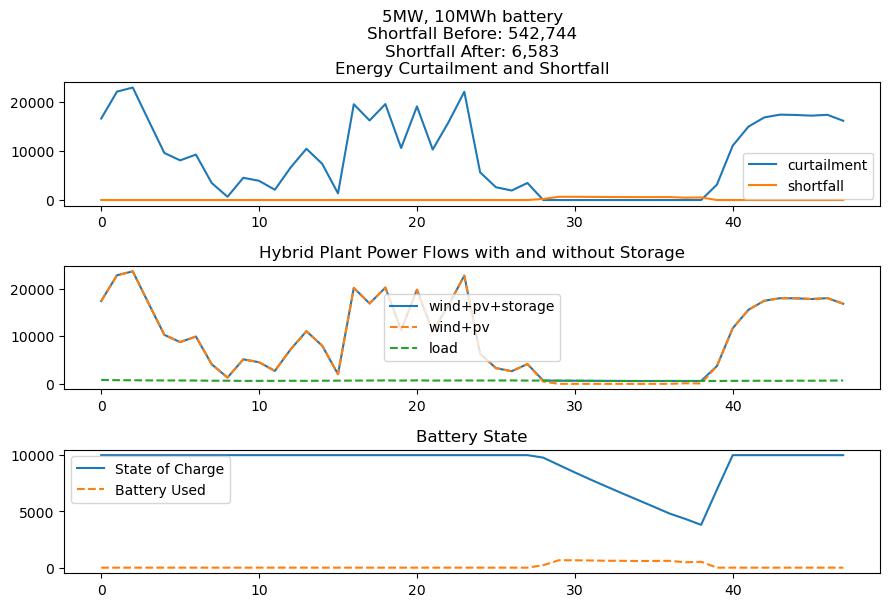 5MW, 10MWh battery
Shortfall Before: 542,744
Shortfall After: 6,583
Energy Curtailment and Shortfall
20000
10000
0
curtailment
shortfall
0 10 20 30 40
Hybrid Plant Power Flows with and without Storage
20000
10000
0
wind+pv+storage
wind+pv
load
0 10 20 30 40
Battery State
10000
5000
0
State of Charge
Battery Used
0 10 20 30 40